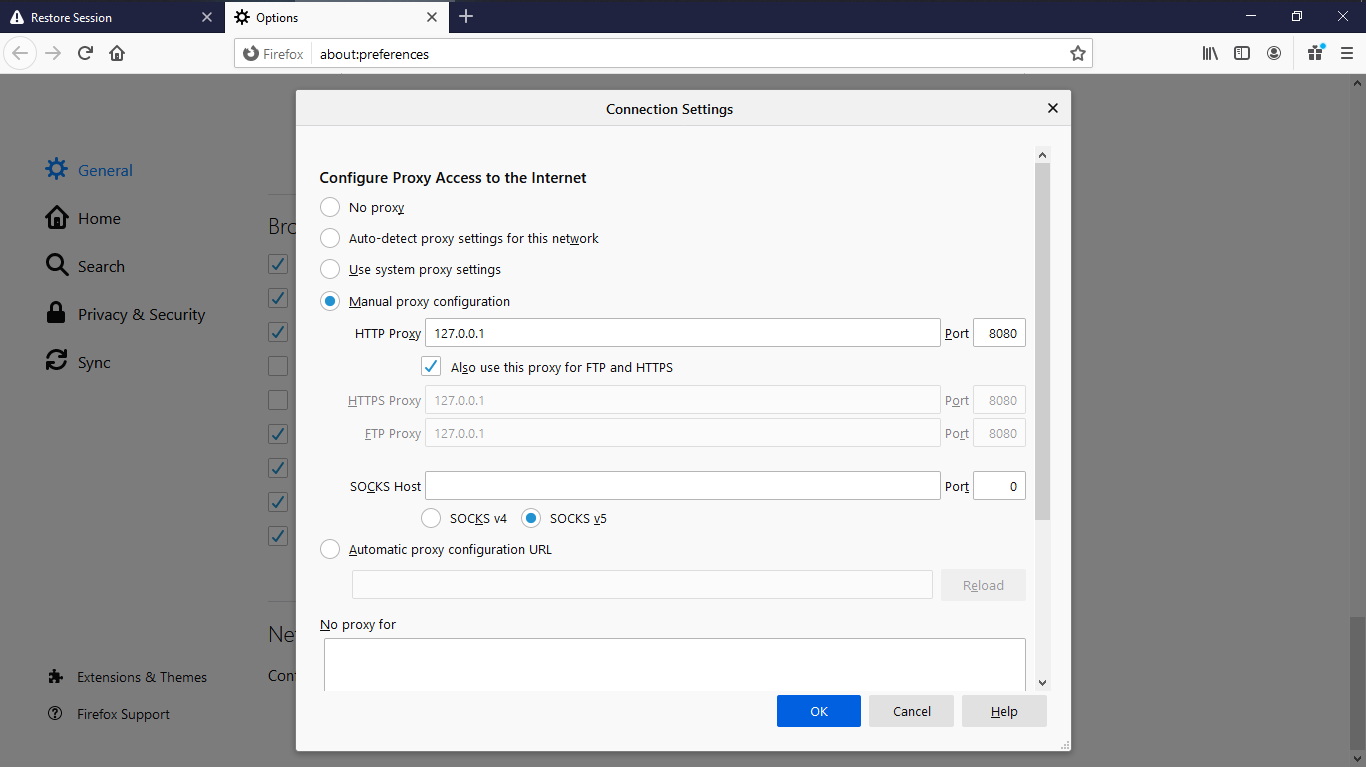 Restore Session
Options
Firefox
about:preferences
Connection Settings
General
Home
Search
Privacy & Security
Sync
Extensions & Themes
Firefox Support
Configure Proxy Access to the Internet
No proxy
Auto-detect proxy settings for this network
Use system proxy settings
Manual proxy configuration
HTTP Proxy 127.0.0.1 Port 8080
Also use this proxy for FTP and HTTPS
HTTPS Proxy 127.0.0.1 Port 8080
FTP Proxy 127.0.0.1 Port 8080
SOCKS Host Port 0
SOCKS v4 SOCKS v5
Automatic proxy configuration URL
Reload
No proxy for
OK Cancel Help